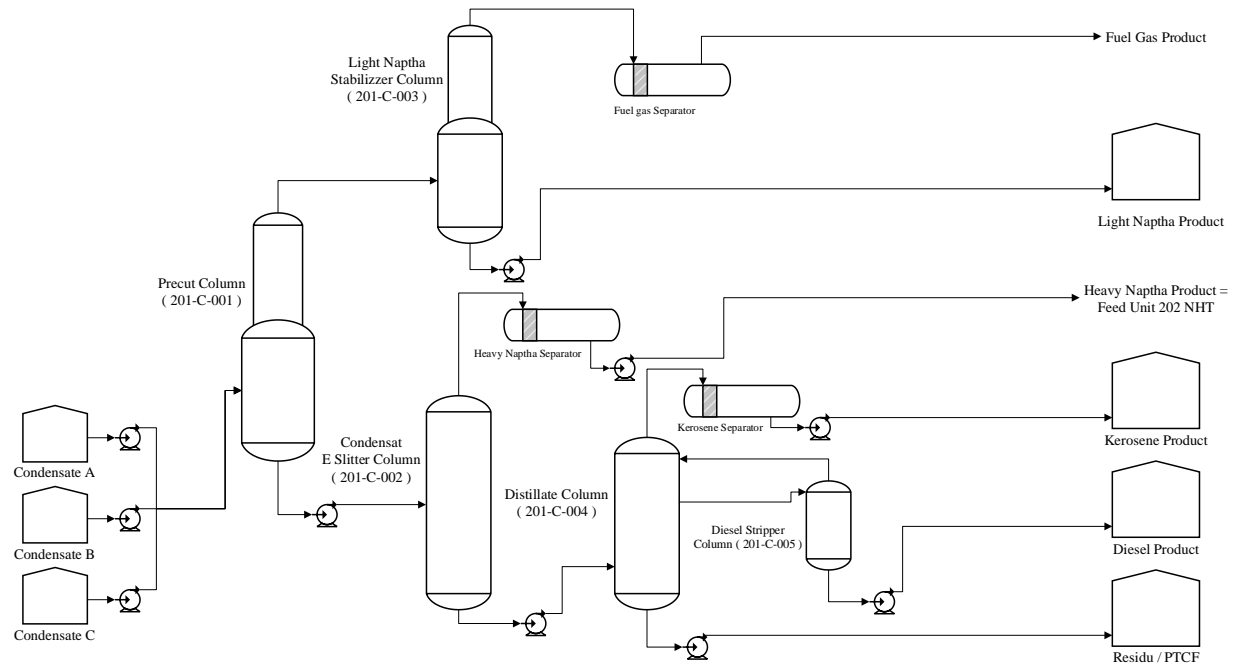 Fuel Gas Product
Light Naptha
Stabilizzer Column
( 201-C-003 )
Fuel gas Separator
Light Naptha Product
Precut Column
( 201-C-001 )
Heavy Naptha Product =
Feed Unit 202 NHT
Heavy Naptha Separator
Kerosene Separator
Kerosene Product
Condensate A
Condensat
E Slitter Column
( 201-C-002 )
Distillate Column
( 201-C-004 )
Diesel Stripper
Column ( 201-C-005 )
Condensate B
Diesel Product
Condensate C
Residu / PTCF